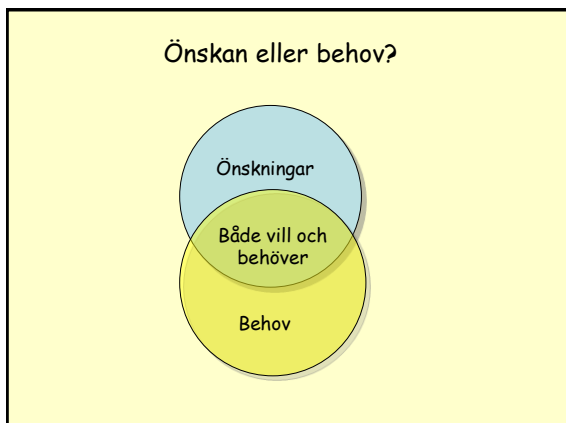 Önskan eller behov?
Önskningar
Både vill och
behöver
Behov